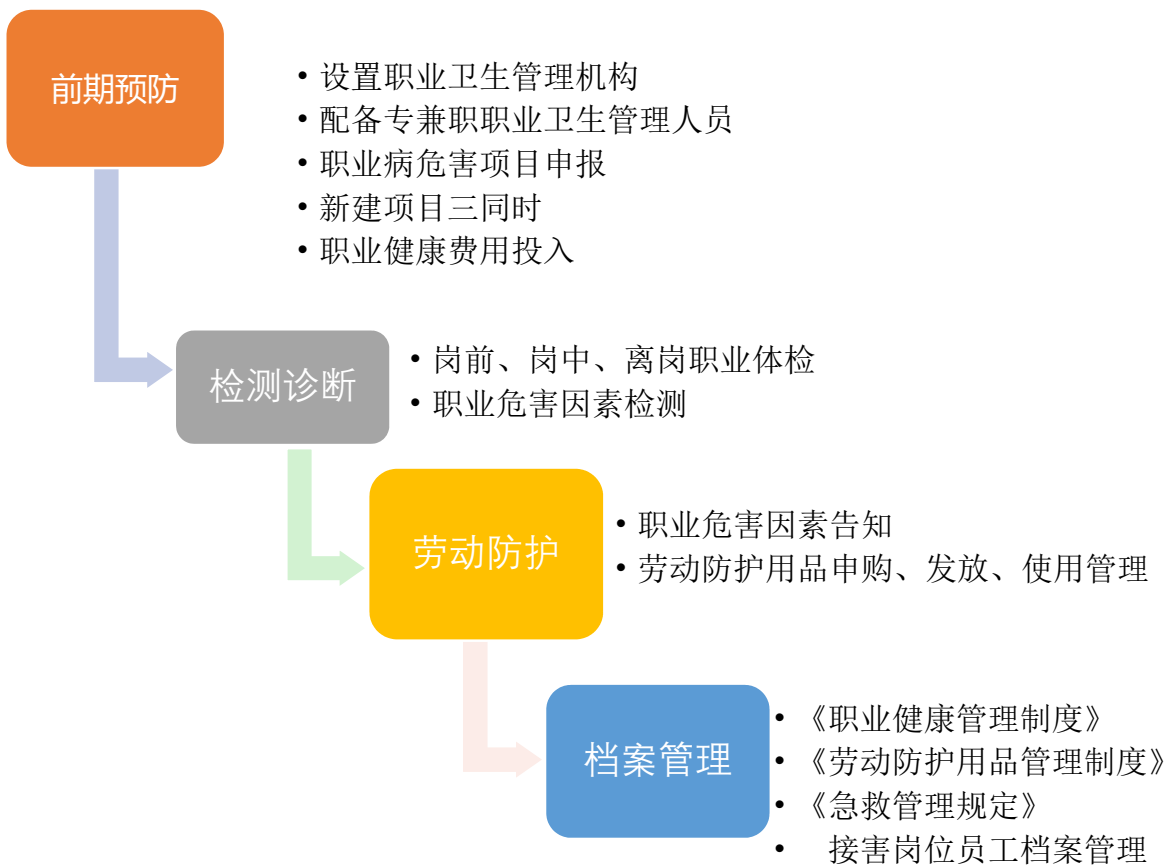 前期预防
• 设置职业卫生管理机构
• 配备专兼职职业卫生管理人员
• 职业病危害项目申报
• 新建项目三同时
• 职业健康费用投入
检测诊断
• 岗前、岗中、离岗职业体检
• 职业危害因素检测
劳动防护
• 职业危害因素告知
• 劳动防护用品申购、发放、使用管理
档案管理
• 《职业健康管理制度》
• 《劳动防护用品管理制度》
• 《急救管理规定》
• 接害岗位员工档案管理